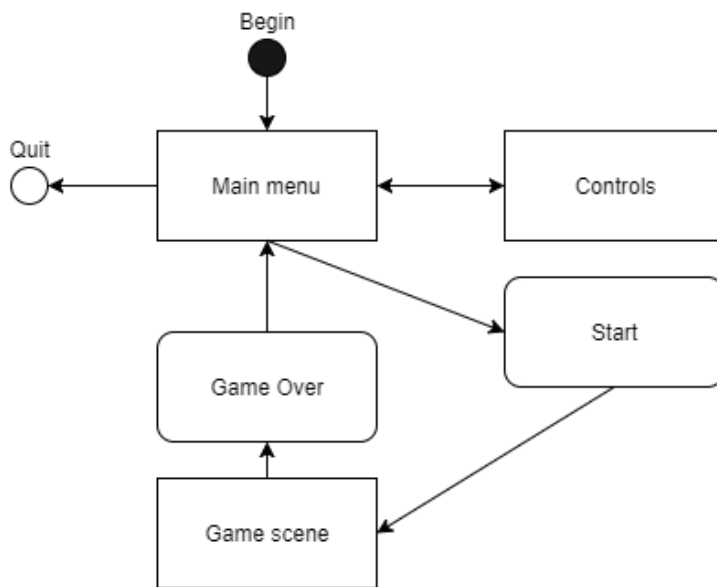 Begin
Quit
Main menu
Controls
Start
Game Over
Game scene